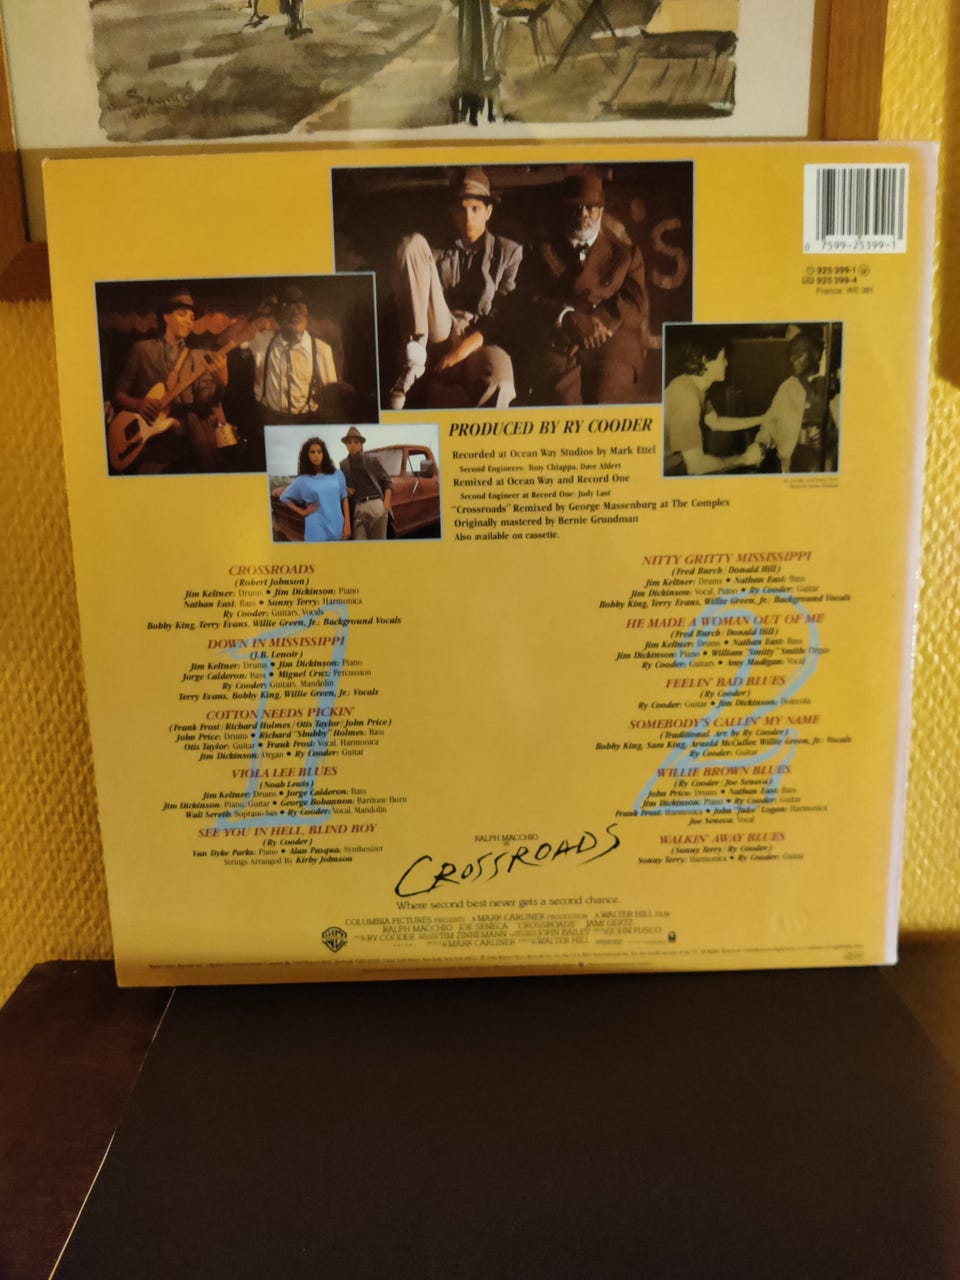 0 7599-25399-1
925 399-1
925 399-4
France: WE 381
PRODUCED BY RY COODER
Recorded at Ocean Way Studios by Mark Ettel
Second Engineers: Tony Chiappa, Dave Ahlert
Remixed at Ocean Way and Record One
Second Engineer at Record One: Judy Last
"Crossroads" Remixed by George Massenburg at The Complex
Originally mastered by Bernie Grundman
Also available on cassette.
1
CROSSROADS
(Robert Johnson)
Jim Keltner: Drums • Jim Dickinson: Piano
Nathan East: Bass • Sonny Terry: Harmonica
Ry Cooder: Guitars, Vocals
Bobby King, Terry Evans, Willie Green, Jr.: Background Vocals
DOWN IN MISSISSIPPI
(J.B. Lenoir)
Jim Keltner: Drums • Jim Dickinson: Piano
Jorge Calderon: Bass • Miguel Cruz: Percussion
Ry Cooder: Guitars, Mandolin
Terry Evans, Bobby King, Willie Green, Jr.: Vocals
COTTON NEEDS PICKIN'
(Frank Frost/Richard Holmes/Otis Taylor/John Price)
John Price: Drums • Richard "Shubby" Holmes: Bass
Otis Taylor: Guitar • Frank Frost: Vocal, Harmonica
Jim Dickinson: Organ • Ry Cooder: Guitar
VIOLA LEE BLUES
(Noah Lewis)
Jim Keltner: Drums • Jorge Calderon: Bass
Jim Dickinson: Piano, Guitar • George Bohannon: Baritone Horn
Walt Sereth: Soprano Sax • Ry Cooder: Vocal, Mandolin
SEE YOU IN HELL, BLIND BOY
(Ry Cooder)
Van Dyke Parks: Piano • Alan Pasqua: Synthesizer
Strings Arranged By Kirby Johnson
2
NITTY GRITTY MISSISSIPPI
(Fred Burch/Donald Hill)
Jim Keltner: Drums • Nathan East: Bass
Jim Dickinson: Vocal, Piano • Ry Cooder: Guitar
Bobby King, Terry Evans, Willie Green, Jr.: Background Vocals
HE MADE A WOMAN OUT OF ME
(Fred Burch/Donald Hill)
Jim Keltner: Drums • Nathan East: Bass
Jim Dickinson: Piano • William "Smitty" Smith: Organ
Ry Cooder: Guitars • Amy Madigan: Vocal
FEELIN' BAD BLUES
(Ry Cooder)
Ry Cooder: Guitar • Jim Dickinson: Dolceola
SOMEBODY'S CALLIN' MY NAME
(Traditional. Arr. by Ry Cooder)
Bobby King, Sam King, Arnold McCuller, Willie Green, Jr.: Vocals
Ry Cooder: Guitar
WILLIE BROWN BLUES
(Ry Cooder/Joe Seneca)
John Price: Drums • Nathan East: Bass
Jim Dickinson: Piano • Ry Cooder: Guitar
Frank Frost: Harmonica • John "Juke" Logan: Harmonica
Joe Seneca: Vocal
WALKIN' AWAY BLUES
(Sonny Terry/Ry Cooder)
Sonny Terry: Harmonica • Ry Cooder: Guitar
RALPH MACCHIO
IN
CROSSROADS
Where second best never gets a second chance.
COLUMBIA PICTURES PRESENTS A MARK CARLINER PRODUCTION A WALTER HILL FILM
RALPH MACCHIO JOE SENECA "CROSSROADS" JAMI GERTZ
RY COODER TIM ZINNEMANN JOHN BAILEY JOHN FUSCO
MARK CARLINER WALTER HILL